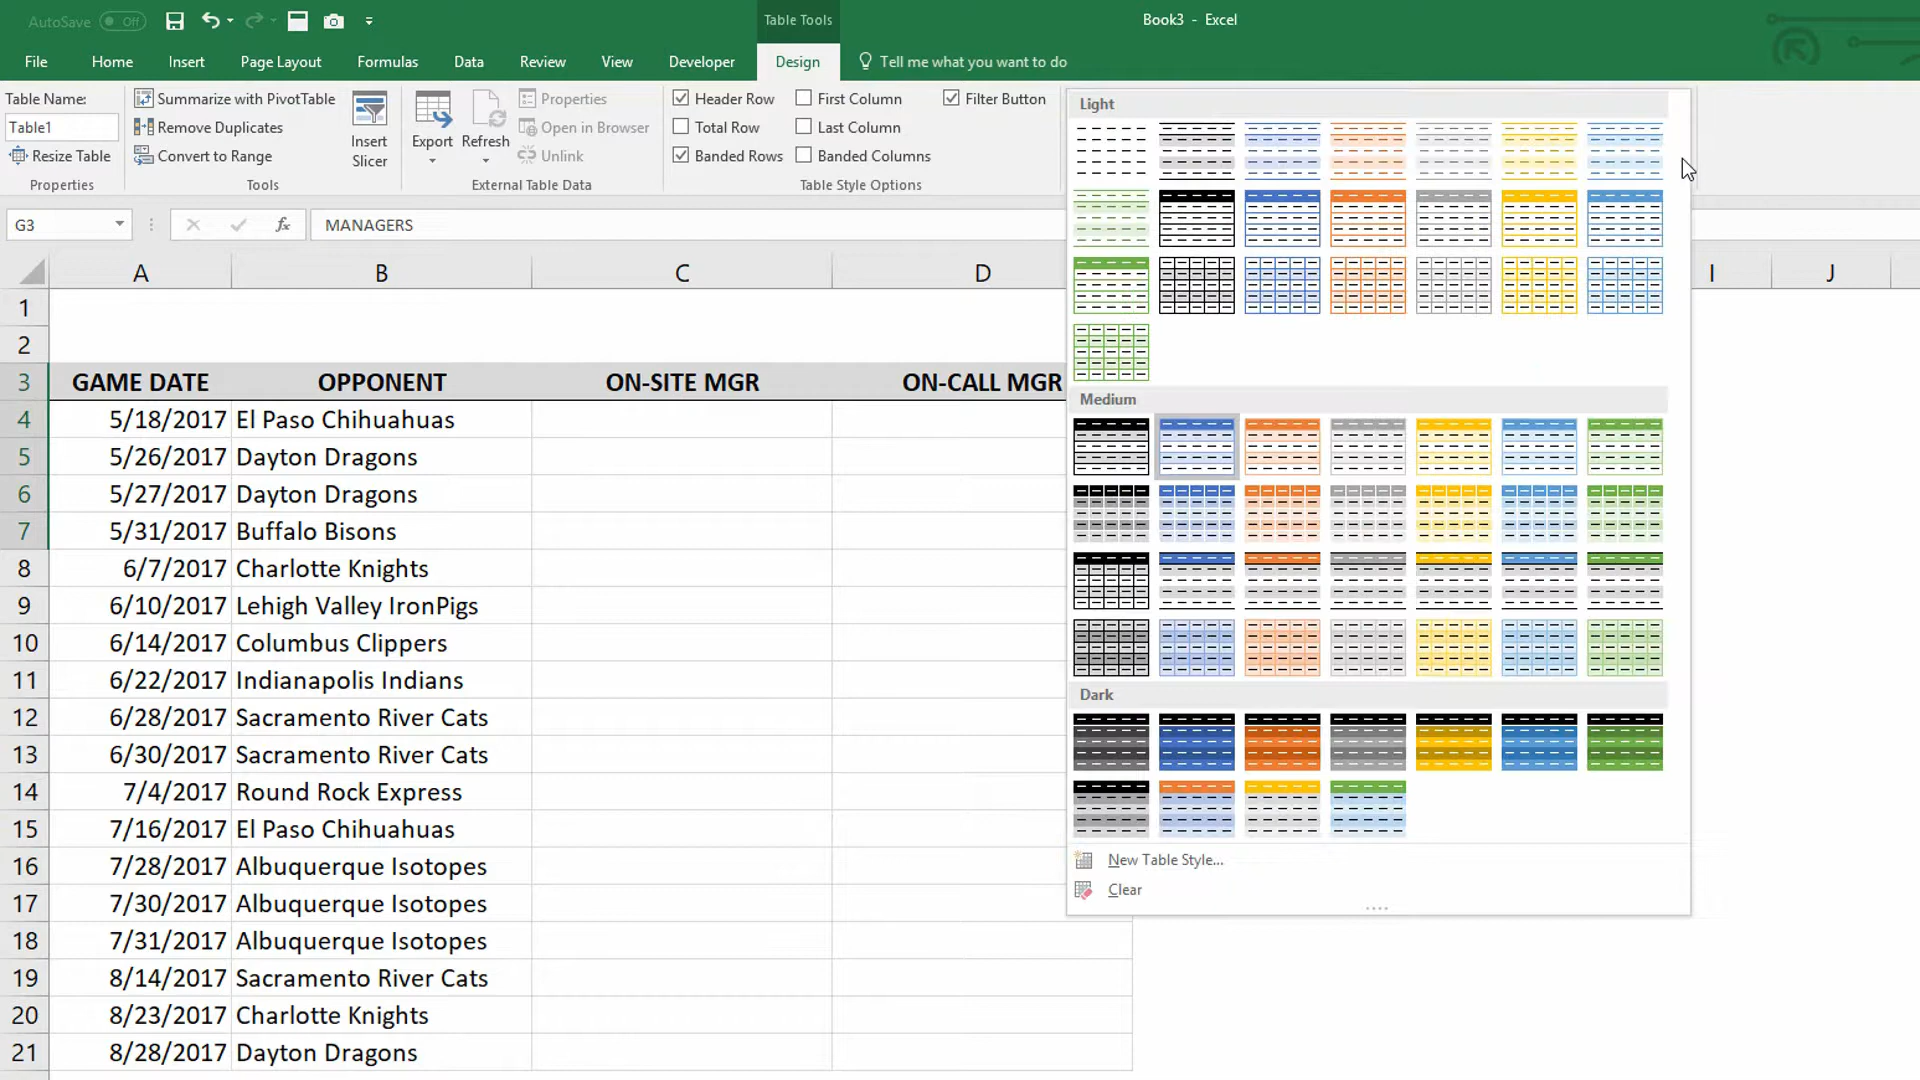 AutoSave Off
Table Tools
Book3 - Excel
File Home Insert Page Layout Formulas Data Review View Developer Design Tell me what you want to do
Table Name:
Table1
Resize Table
Properties
Summarize with PivotTable
Remove Duplicates
Convert to Range
Tools
Insert
Slicer
Export
Refresh
Properties
Open in Browser
Unlink
External Table Data
Header Row
Total Row
Banded Rows
First Column
Last Column
Banded Columns
Filter Button
Table Style Options
G3 fx MANAGERS
A B C D I J
1
2
3 GAME DATE OPPONENT ON-SITE MGR ON-CALL MGR
4 5/18/2017 El Paso Chihuahuas
5 5/26/2017 Dayton Dragons
6 5/27/2017 Dayton Dragons
7 5/31/2017 Buffalo Bisons
8 6/7/2017 Charlotte Knights
9 6/10/2017 Lehigh Valley IronPigs
10 6/14/2017 Columbus Clippers
11 6/22/2017 Indianapolis Indians
12 6/28/2017 Sacramento River Cats
13 6/30/2017 Sacramento River Cats
14 7/4/2017 Round Rock Express
15 7/16/2017 El Paso Chihuahuas
16 7/28/2017 Albuquerque Isotopes
17 7/30/2017 Albuquerque Isotopes
18 7/31/2017 Albuquerque Isotopes
19 8/14/2017 Sacramento River Cats
20 8/23/2017 Charlotte Knights
21 8/28/2017 Dayton Dragons
Light
Medium
Dark
New Table Style...
Clear